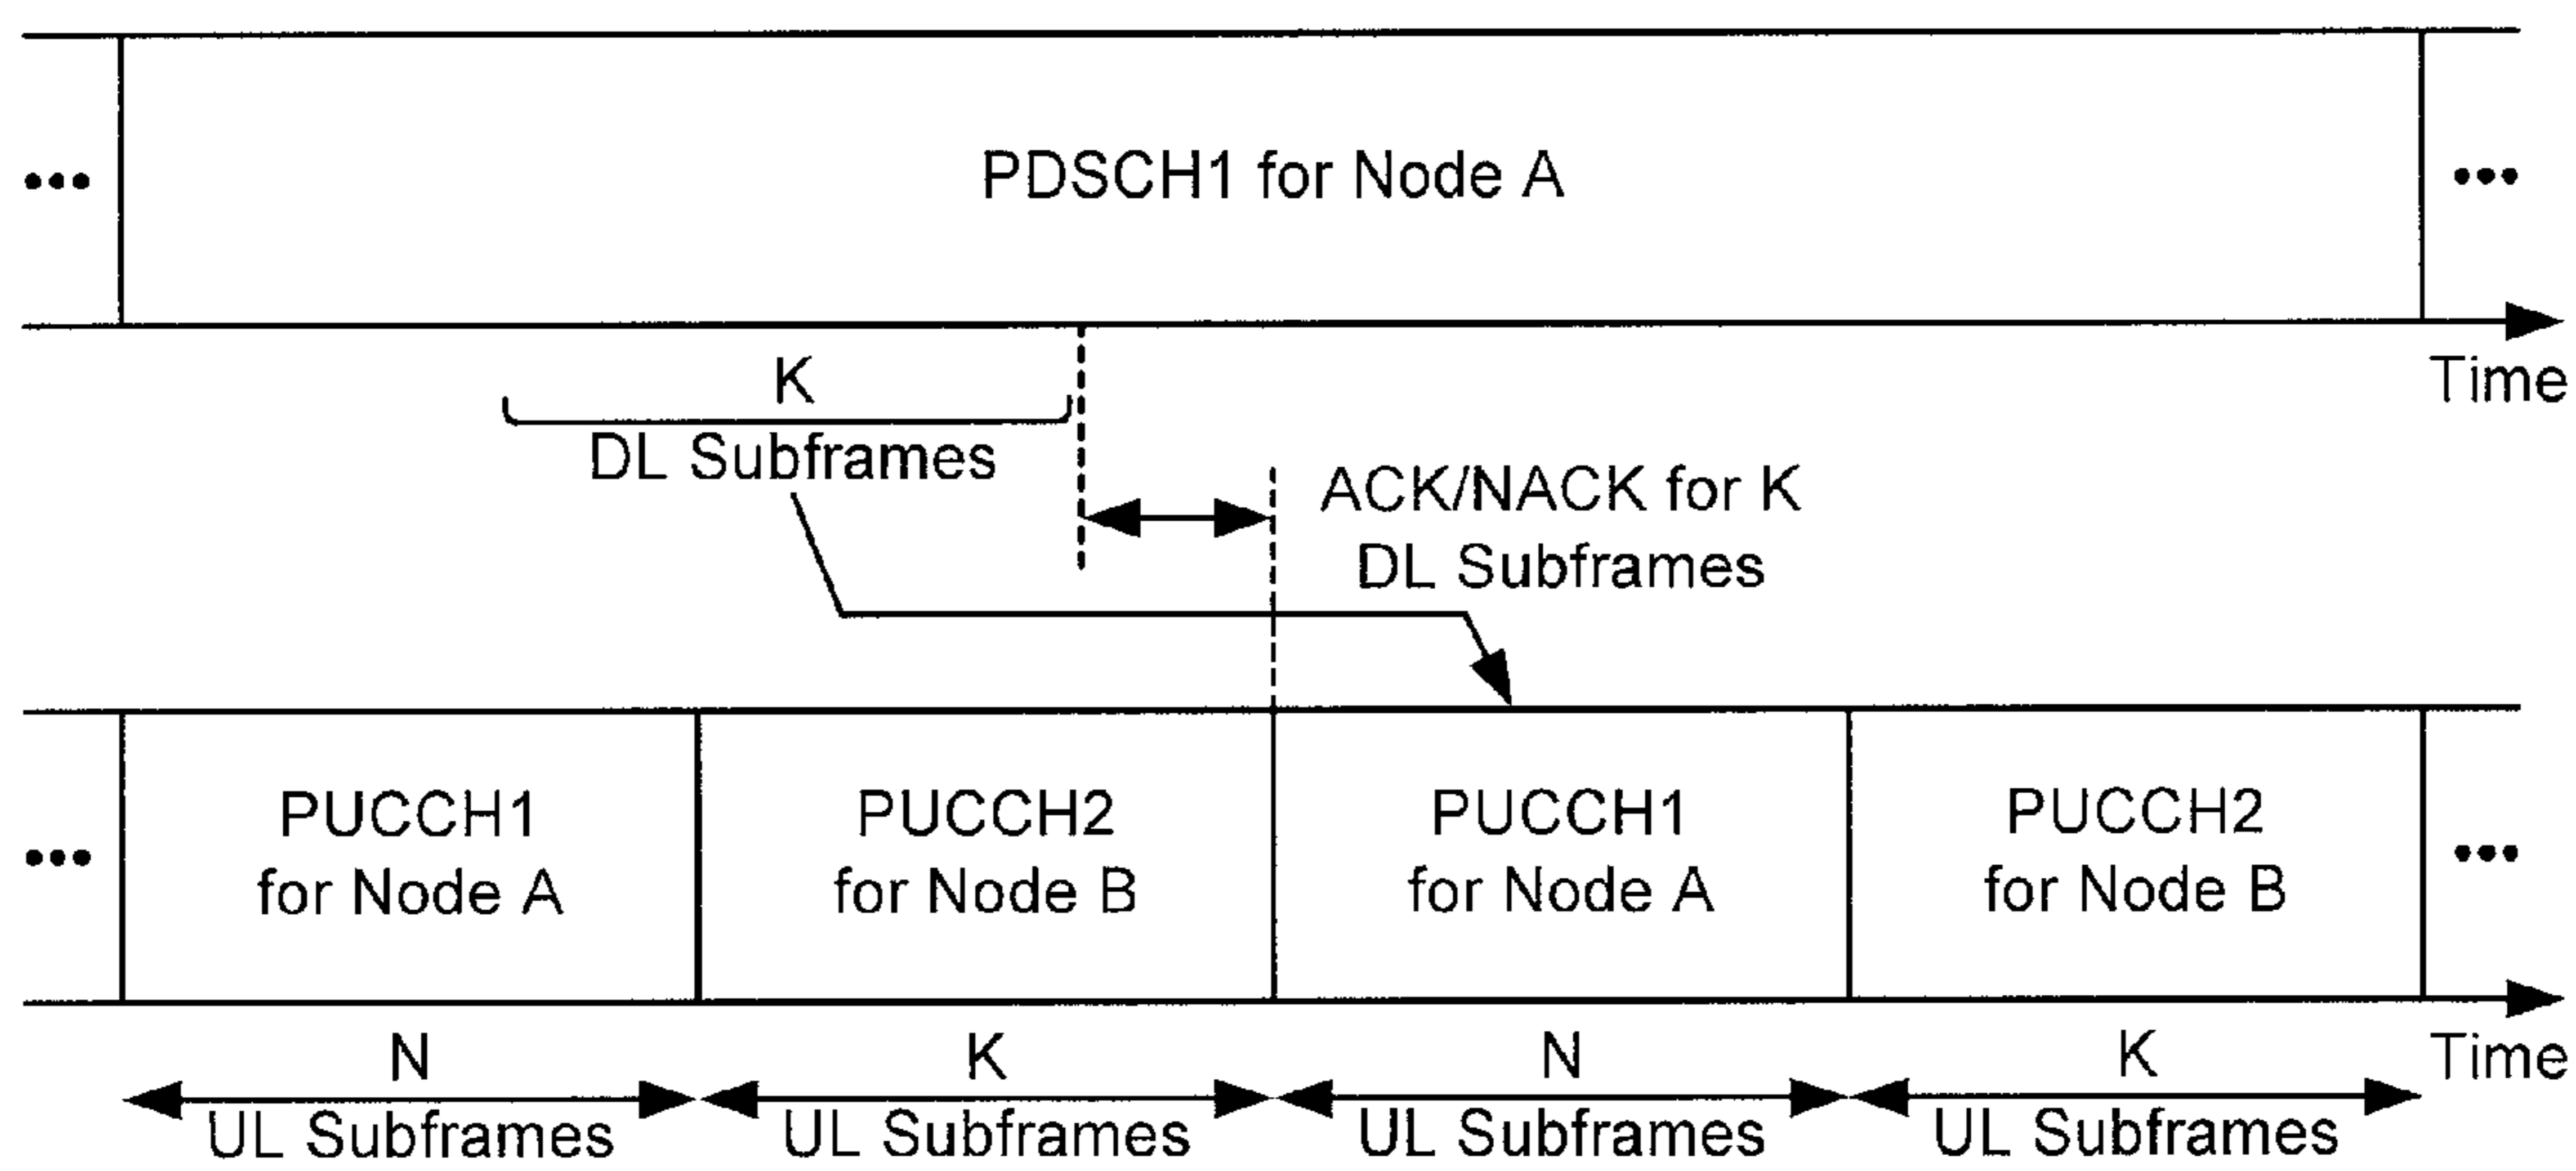 ••• PDSCH1 for Node A •••
Time
K
DL Subframes
ACK/NACK for K
DL Subframes
PUCCH1
for Node A
PUCCH2
for Node B
PUCCH1
for Node A
PUCCH2
for Node B
••• •••
Time
N
UL Subframes
K
UL Subframes
N
UL Subframes
K
UL Subframes